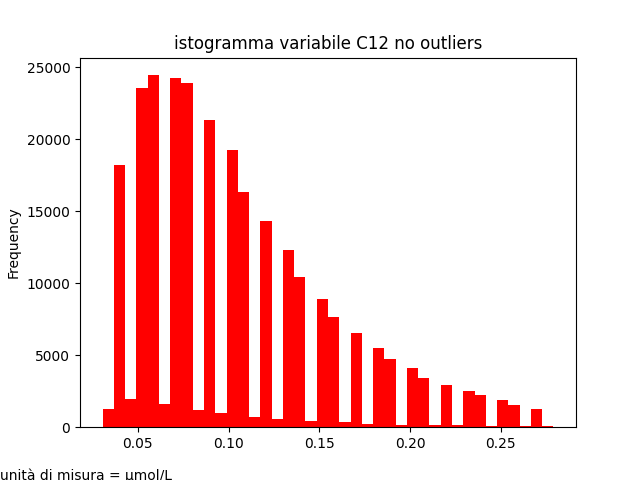 istogramma variabile C12 no outliers
25000
20000
15000
10000
5000
0
Frequency
0.05 0.10 0.15 0.20 0.25
unità di misura = μmol/L